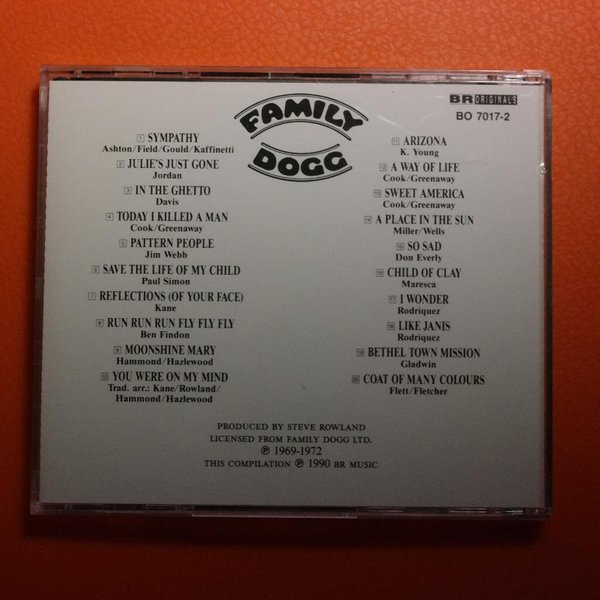 FAMILY
DOGG
BR ORIGINALS
BO 7017-2
1 SYMPATHY
Ashton/Field/Gould/Kaffinetti
2 JULIE'S JUST GONE
Jordan
3 IN THE GHETTO
Davis
4 TODAY I KILLED A MAN
Cook/Greenaway
5 PATTERN PEOPLE
Jim Webb
6 SAVE THE LIFE OF MY CHILD
Paul Simon
7 REFLECTIONS (OF YOUR FACE)
Kane
8 RUN RUN RUN FLY FLY FLY
Ben Findon
9 MOONSHINE MARY
Hammond/Hazlewood
10 YOU WERE ON MY MIND
Trad. arr.: Kane/Rowland/
Hammond/Hazlewood
11 ARIZONA
K. Young
12 A WAY OF LIFE
Cook/Greenaway
13 SWEET AMERICA
Cook/Greenaway
14 A PLACE IN THE SUN
Miller/Wells
15 SO SAD
Don Everly
16 CHILD OF CLAY
Maresca
17 I WONDER
Rodriquez
18 LIKE JANIS
Rodriquez
19 BETHEL TOWN MISSION
Gladwin
20 COAT OF MANY COLOURS
Flett/Fletcher
PRODUCED BY STEVE ROWLAND
LICENSED FROM FAMILY DOGG LTD.
℗ 1969-1972
THIS COMPILATION ℗ 1990 BR MUSIC